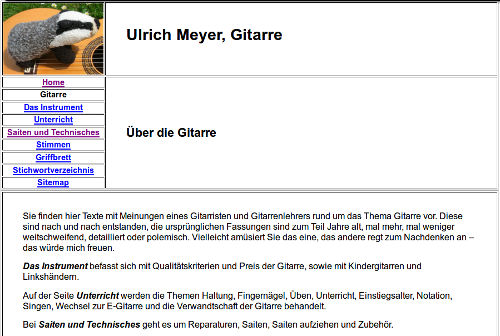 Ulrich Meyer, Gitarre
Home
Gitarre
Das Instrument
Unterricht
Saiten und Technisches
Stimmen
Griffbrett
Stichwortverzeichnis
Sitemap
Über die Gitarre
Sie finden hier Texte mit Meinungen eines Gitarristen und Gitarrenlehrers rund um das Thema Gitarre vor. Diese
sind nach und nach entstanden, die ursprünglichen Fassungen sind zum Teil Jahre alt, mal mehr, mal weniger
weitschweifend, detailliert oder polemisch. Vielleicht amüsiert Sie das eine, das andere regt zum Nachdenken an –
das würde mich freuen.
Das Instrument befasst sich mit Qualitätskriterien und Preis der Gitarre, sowie mit Kindergitarren und
Linkshändern.
Auf der Seite Unterricht werden die Themen Haltung, Fingernägel, Üben, Unterricht, Einstiegsalter, Notation,
Singen, Wechsel zur E-Gitarre und die Verwandtschaft der Gitarre behandelt.
Bei Saiten und Technisches geht es um Reparaturen, Saiten, Saiten aufziehen und Zubehör.